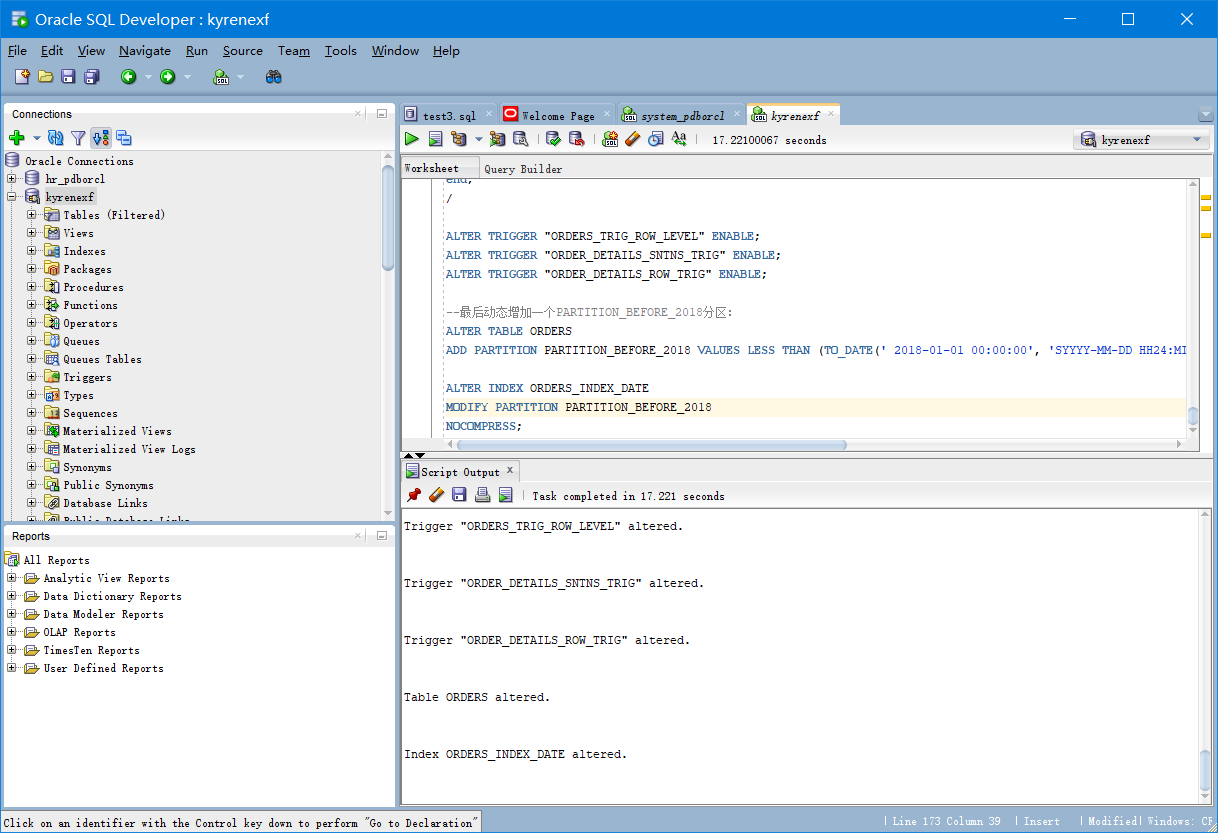 Oracle SQL Developer : kyrenexf
File Edit View Navigate Run Source Team Tools Window Help
Connections
Oracle Connections
hr_pdborcl
kyrenexf
Tables (Filtered)
Views
Indexes
Packages
Procedures
Functions
Operators
Queues
Queues Tables
Triggers
Types
Sequences
Materialized Views
Materialized View Logs
Synonyms
Public Synonyms
Database Links
Public Database Links
Reports
All Reports
Analytic View Reports
Data Dictionary Reports
Data Modeler Reports
OLAP Reports
TimesTen Reports
User Defined Reports
test3.sql Welcome Page system_pdborcl kyrenexf
17.22100067 seconds kyrenexf
Worksheet Query Builder
end;
/
ALTER TRIGGER "ORDERS_TRIG_ROW_LEVEL" ENABLE;
ALTER TRIGGER "ORDER_DETAILS_SNTNS_TRIG" ENABLE;
ALTER TRIGGER "ORDER_DETAILS_ROW_TRIG" ENABLE;
--最后动态增加一个PARTITION_BEFORE_2018分区:
ALTER TABLE ORDERS
ADD PARTITION PARTITION_BEFORE_2018 VALUES LESS THAN (TO_DATE(' 2018-01-01 00:00:00', 'SYYYY-MM-DD HH24:MI
ALTER INDEX ORDERS_INDEX_DATE
MODIFY PARTITION PARTITION_BEFORE_2018
NOCOMPRESS;
Script Output
Task completed in 17.221 seconds
Trigger "ORDERS_TRIG_ROW_LEVEL" altered.
Trigger "ORDER_DETAILS_SNTNS_TRIG" altered.
Trigger "ORDER_DETAILS_ROW_TRIG" altered.
Table ORDERS altered.
Index ORDERS_INDEX_DATE altered.
Click on an identifier with the Control key down to perform "Go to Declaration"
Line 173 Column 39 Insert Modified Windows: CF